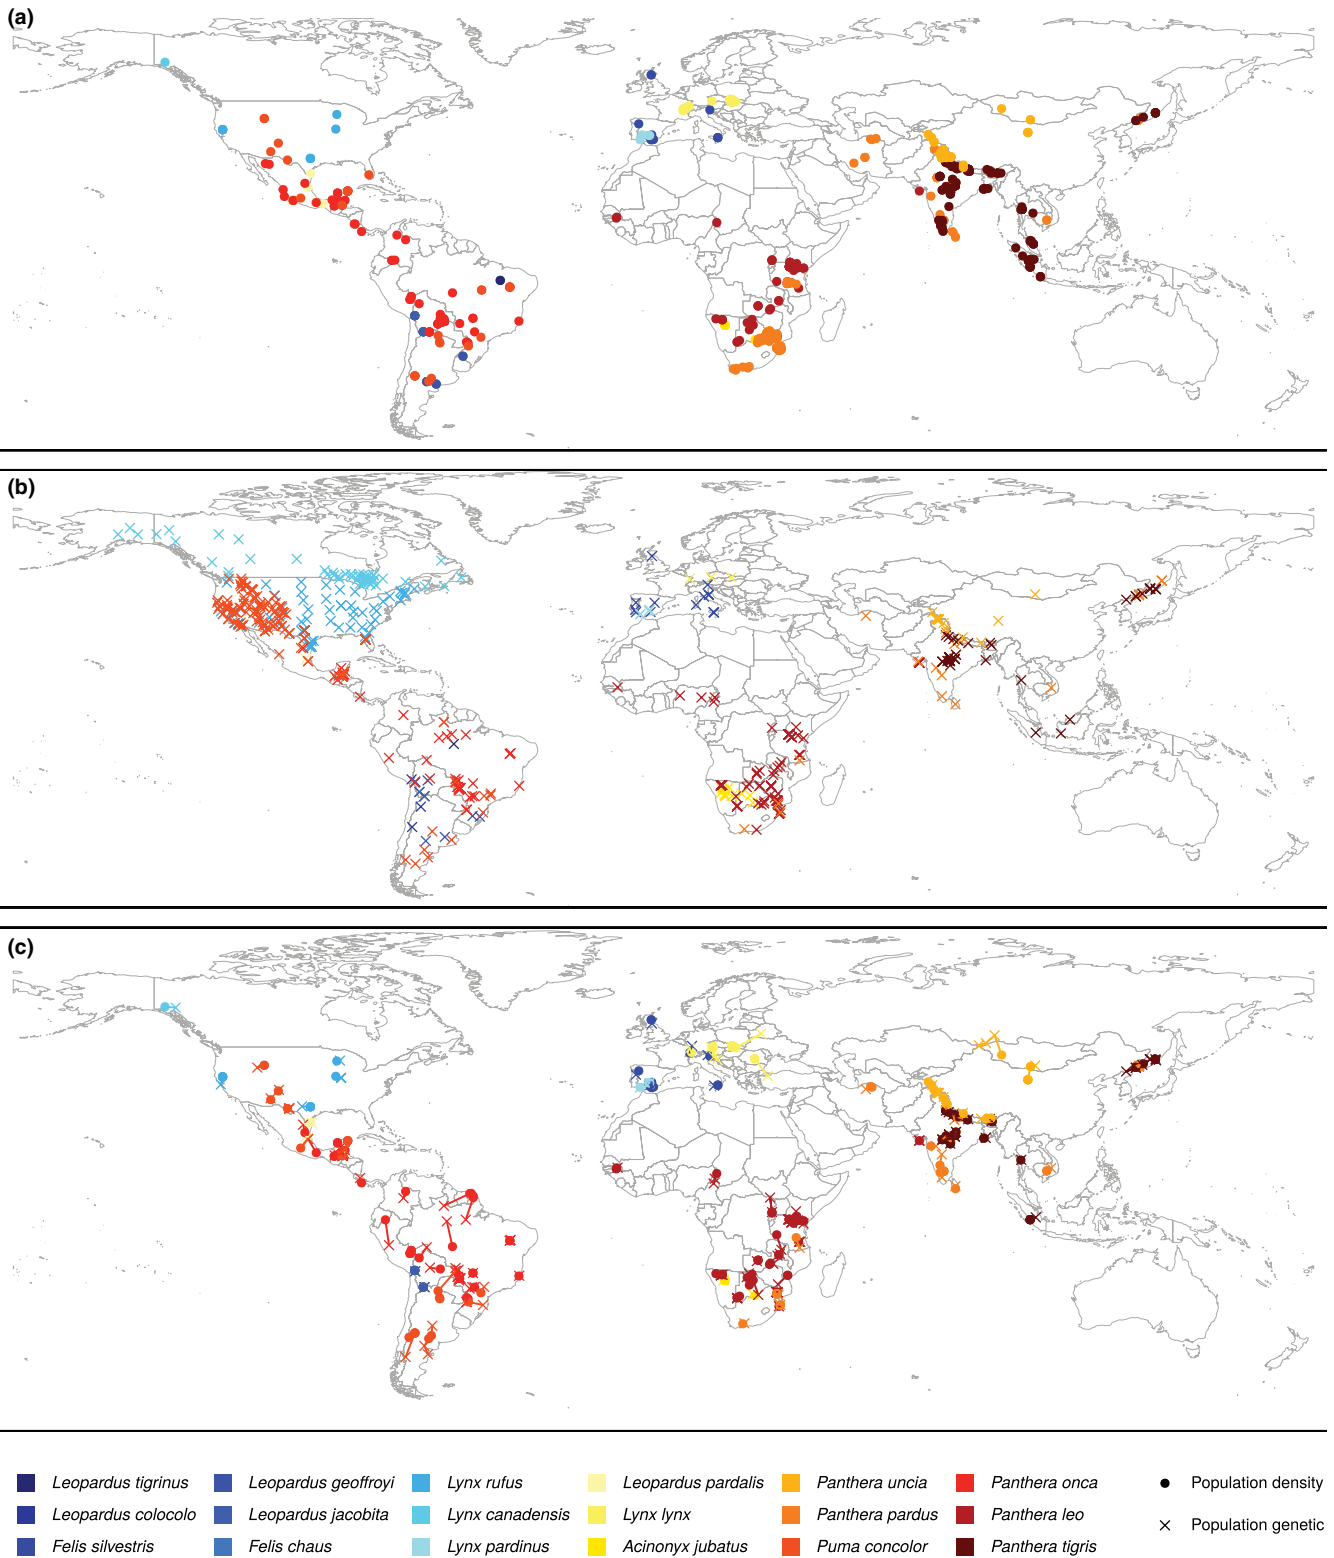 (a)
(b)
(c)
Leopardus tigrinus
Leopardus geoffroyi
Lynx rufus
Leopardus pardalis
Panthera uncia
Panthera onca
Population density
Leopardus colocolo
Leopardus jacobita
Lynx canadensis
Lynx lynx
Panthera pardus
Panthera leo
Population genetic
Felis silvestris
Felis chaus
Lynx pardinus
Acinonyx jubatus
Puma concolor
Panthera tigris